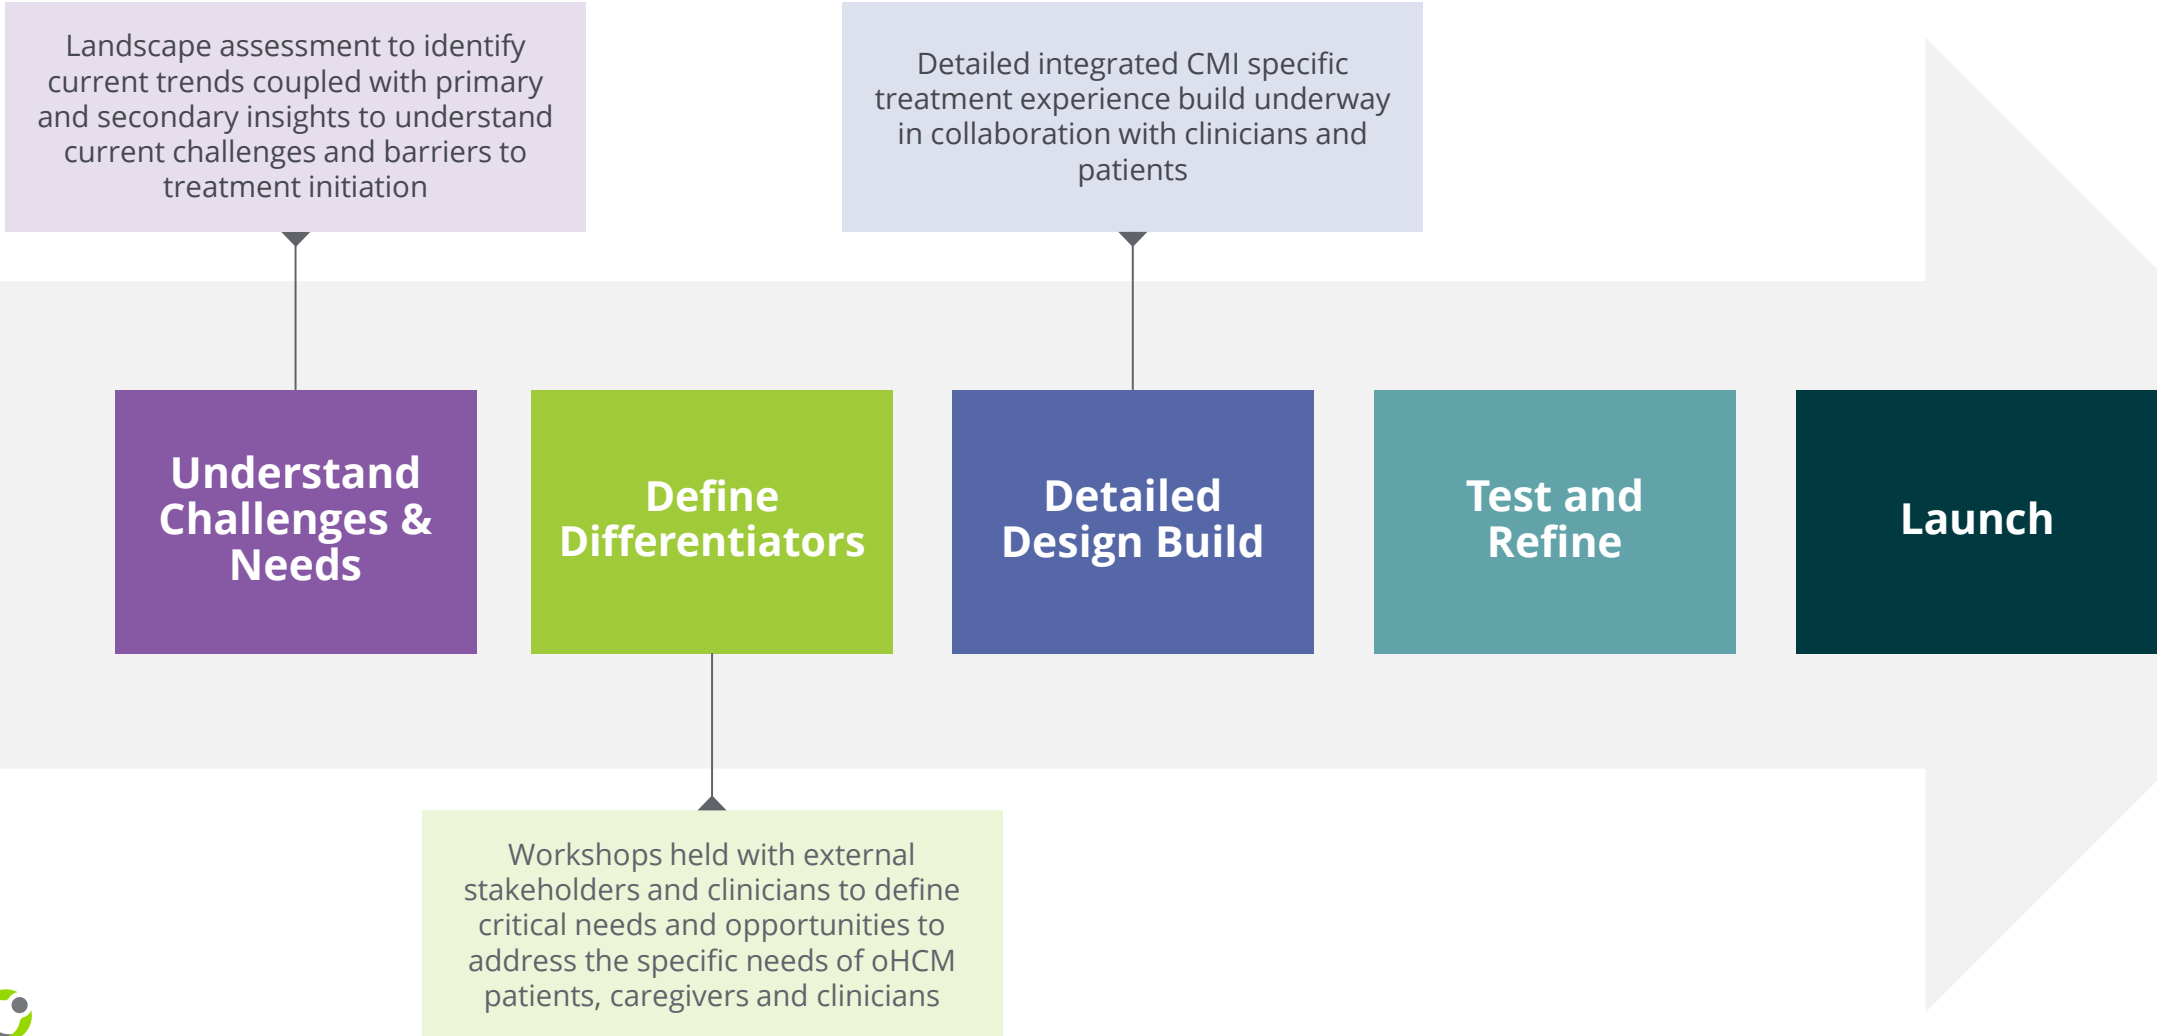 Landscape assessment to identify
current trends coupled with primary
and secondary insights to understand
current challenges and barriers to
treatment initiation
Detailed integrated CMI specific
treatment experience build underway
in collaboration with clinicians and
patients
Understand
Challenges &
Needs
Define
Differentiators
Detailed
Design Build
Test and
Refine
Launch
Workshops held with external
stakeholders and clinicians to define
critical needs and opportunities to
address the specific needs of oHCM
patients, caregivers and clinicians